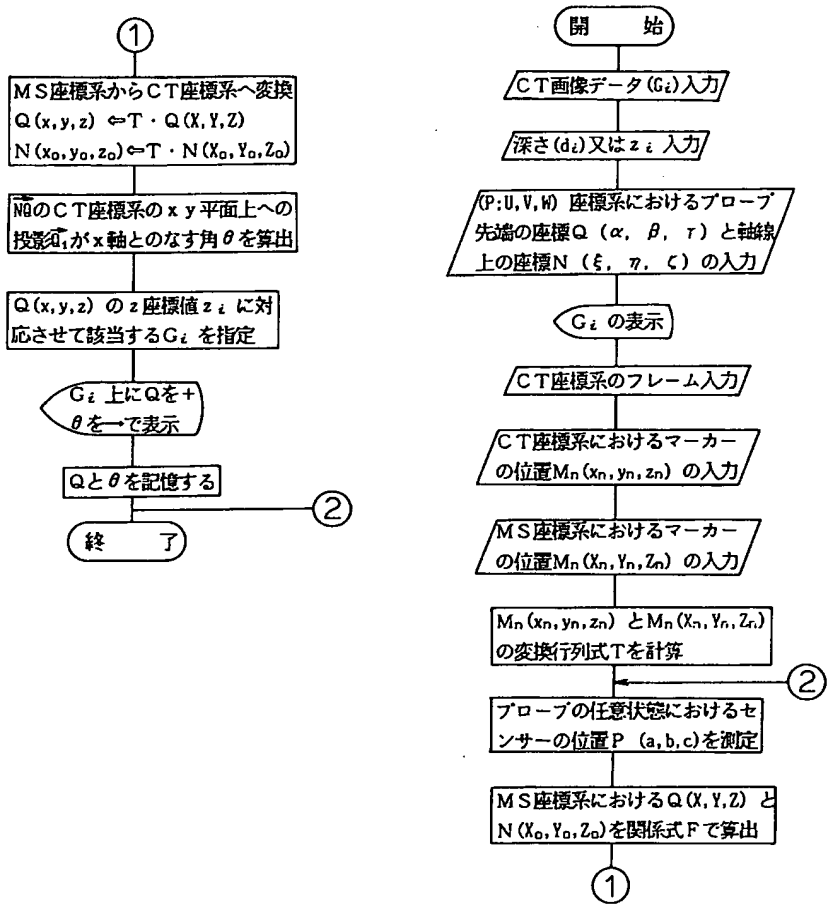 開 始
CT画像データ(Gi)入力
深さ(di)又はzi 入力
(P;U,V,W) 座標系におけるプローブ
先端の座標Q (α, β, γ) と軸線
上の座標N (ξ, η, ζ) の入力
Gi の表示
CT座標系のフレーム入力
CT座標系におけるマーカー
の位置Mn(xn,yn,zn) の入力
MS座標系におけるマーカー
の位置Mn(Xn,Yn,Zn) の入力
Mn(xn,yn,zn) とMn(Xn,Yn,Zn)
の変換行列式Tを計算
②
プローブの任意状態におけるセ
ンサーの位置P (a,b,c)を測定
MS座標系におけるQ(X,Y,Z) と
N(X₀,Y₀,Z₀)を関係式Fで算出
①
①
MS座標系からCT座標系へ変換
Q(x,y,z) ⇐T・Q(X,Y,Z)
N(x₀,y₀,z₀)⇐T・N(X₀,Y₀,Z₀)
NQのCT座標系のxy平面上への
投影Q₁がx軸とのなす角θを算出
Q(x,y,z) のz座標値zi に対
応させて該当するGi を指定
Gi 上にQを+
θを→で表示
Qとθを記憶する
②
終 了